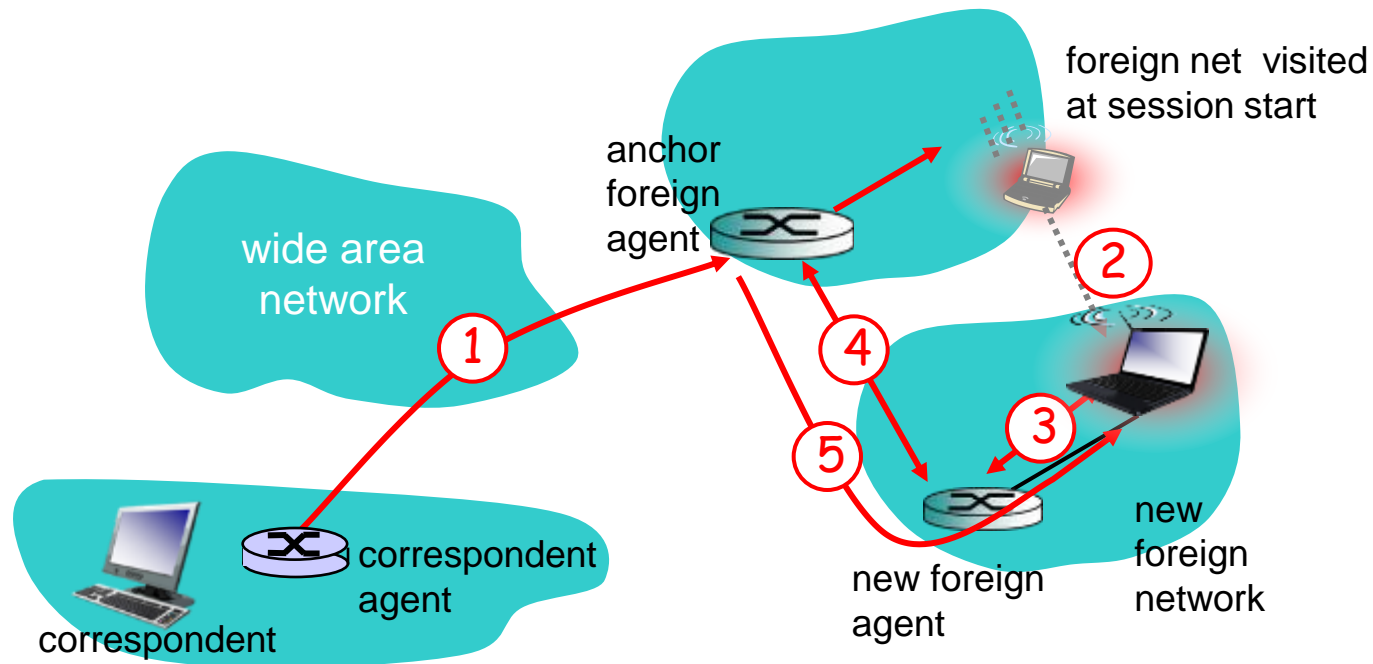 foreign net visited
at session start
anchor
foreign
agent
wide area
network
2
1
4
3
5
new
foreign
network
new foreign
agent
correspondent
agent
correspondent